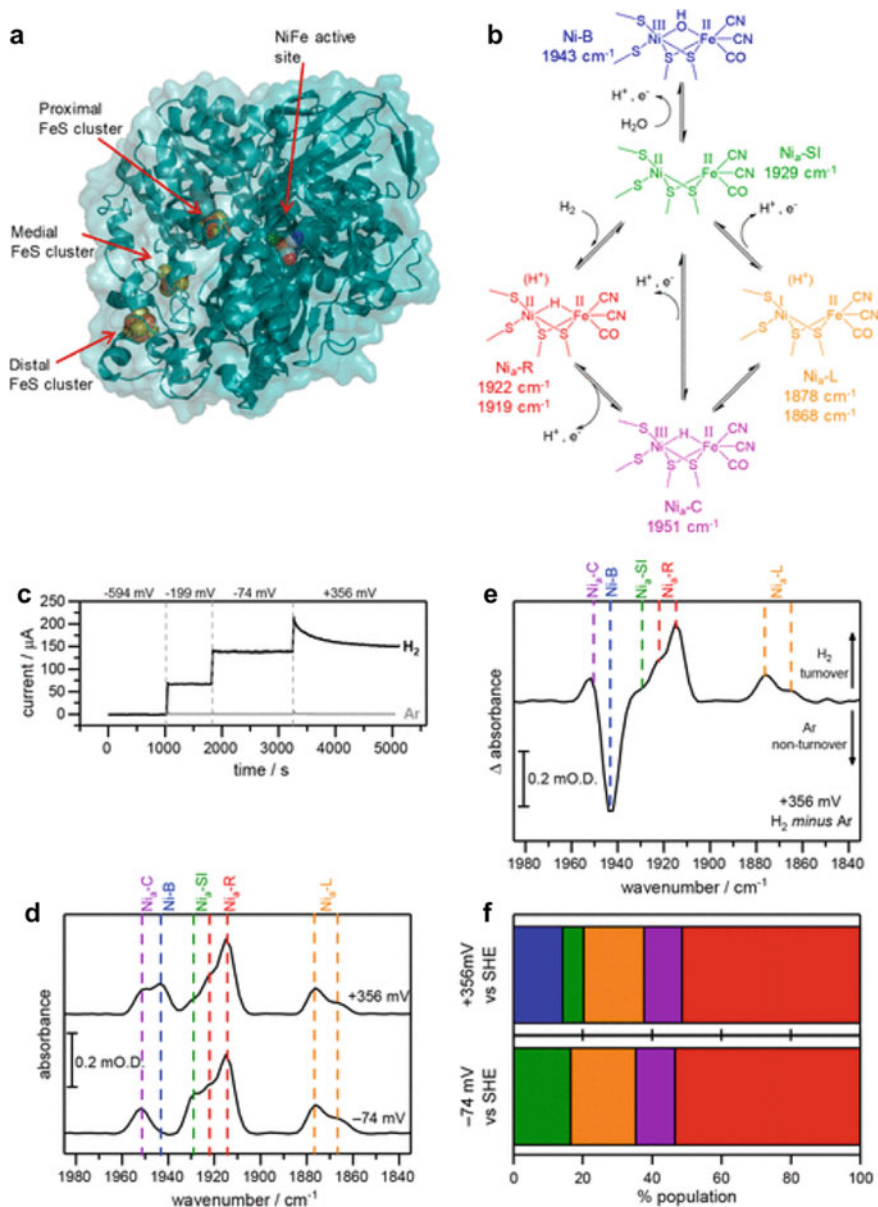 a
NiFe active
site
Proximal
FeS cluster
Medial
FeS cluster
Distal
FeS cluster
b
Ni-B
1943 cm⁻¹
III
H
O
II
Ni
Fe
S
S
S
S
CN
CN
CO
H⁺, e⁻
H₂O
II
II
Ni
Fe
S
S
S
S
CN
CN
CO
Niₐ-SI
1929 cm⁻¹
H₂
H⁺, e⁻
H⁺, e⁻
(H⁺)
II
H
II
Ni
Fe
S
S
S
S
CN
CN
CO
Niₐ-R
1922 cm⁻¹
1919 cm⁻¹
(H⁺)
I
II
Ni
Fe
S
S
S
S
CN
CN
CO
Niₐ-L
1878 cm⁻¹
1868 cm⁻¹
H⁺, e⁻
III
H
II
Ni
Fe
S
S
S
S
CN
CN
CO
Niₐ-C
1951 cm⁻¹
c
-594 mV -199 mV -74 mV +356 mV
250
200
150
100
50
0
current / µA
H₂
Ar
0 1000 2000 3000 4000 5000
time / s
d
Niₐ-C
Ni-B
Niₐ-SI
Niₐ-R
Niₐ-L
+356 mV
0.2 mO.D.
–74 mV
absorbance
1980 1960 1940 1920 1900 1880 1860 1840
wavenumber / cm⁻¹
e
Niₐ-C
Ni-B
Niₐ-SI
Niₐ-R
Niₐ-L
H₂
turnover
Ar
non-turnover
0.2 mO.D.
+356 mV
H₂ minus Ar
Δ absorbance
1980 1960 1940 1920 1900 1880 1860 1840
wavenumber / cm⁻¹
f
+356mV
vs SHE
–74 mV
vs SHE
0 20 40 60 80 100
% population